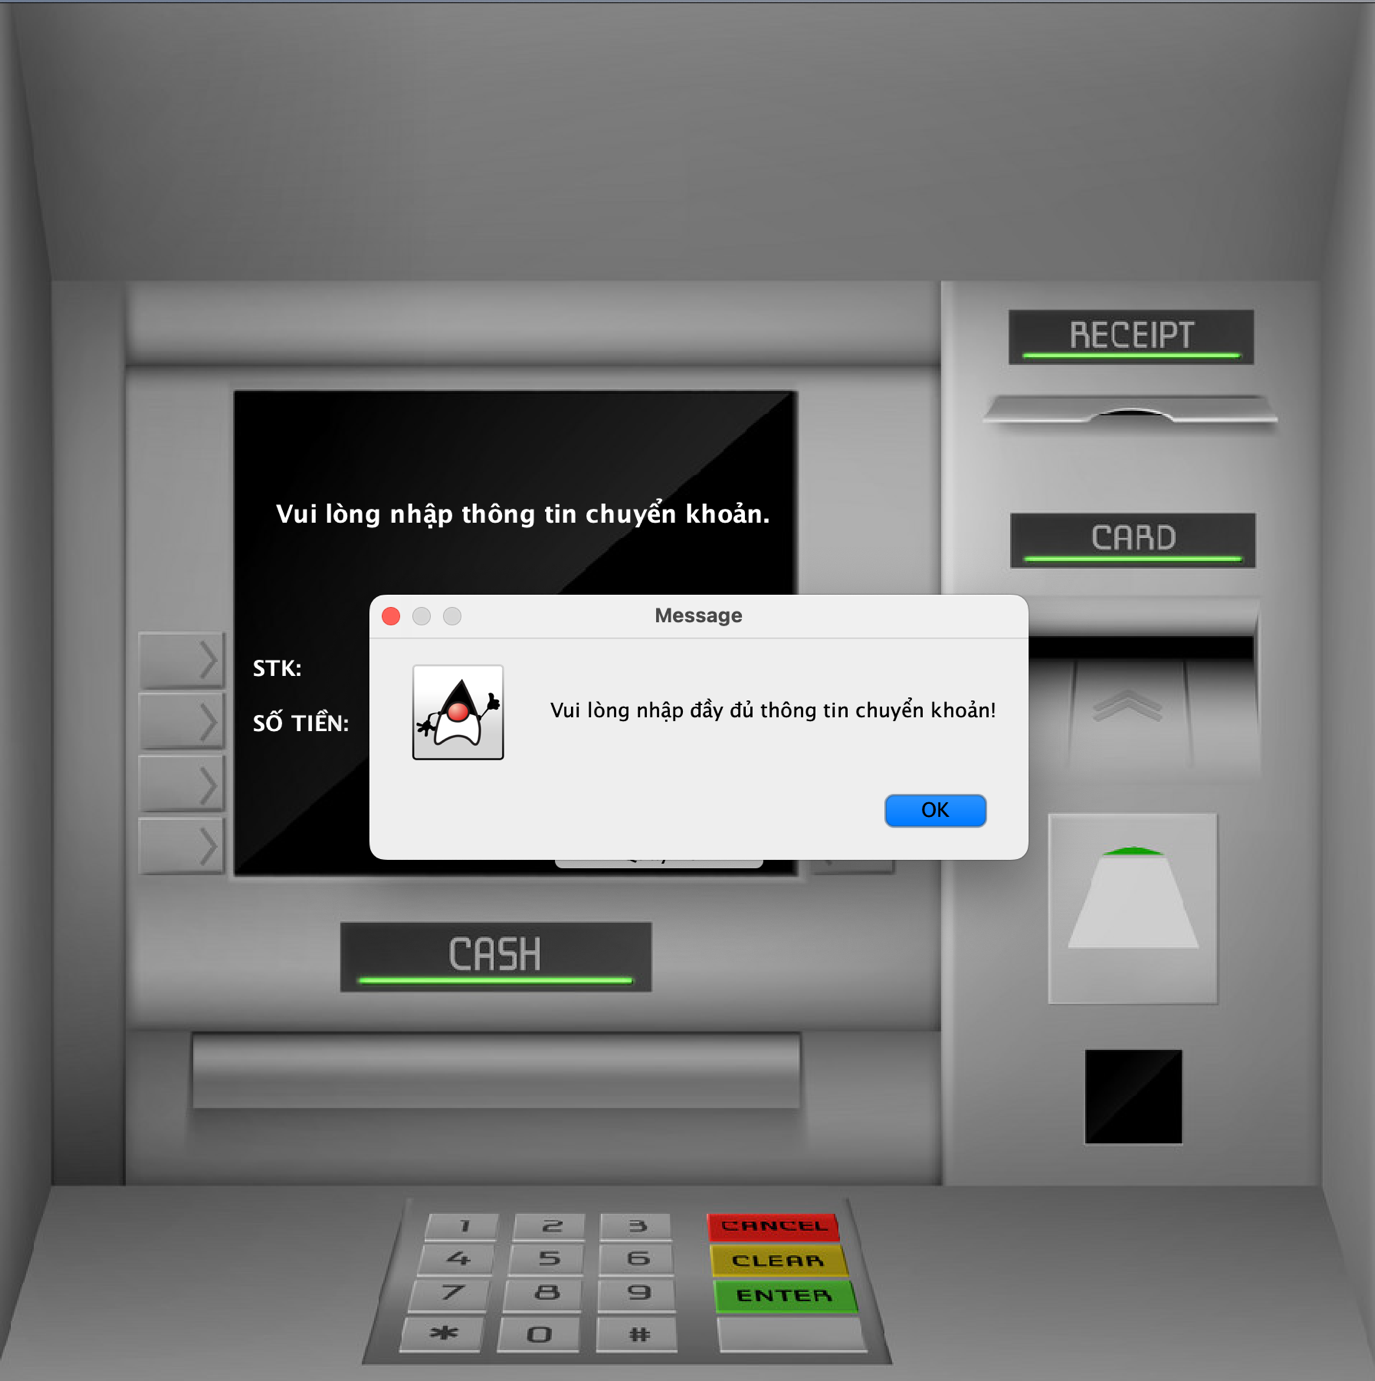 RECEIPT
CARD
Vui lòng nhập thông tin chuyển khoản.
Message
STK:
SỐ TIỀN:
Vui lòng nhập đầy đủ thông tin chuyển khoản!
OK
CASH
1 2 3 CANCEL
4 5 6 CLEAR
7 8 9 ENTER
* 0 #